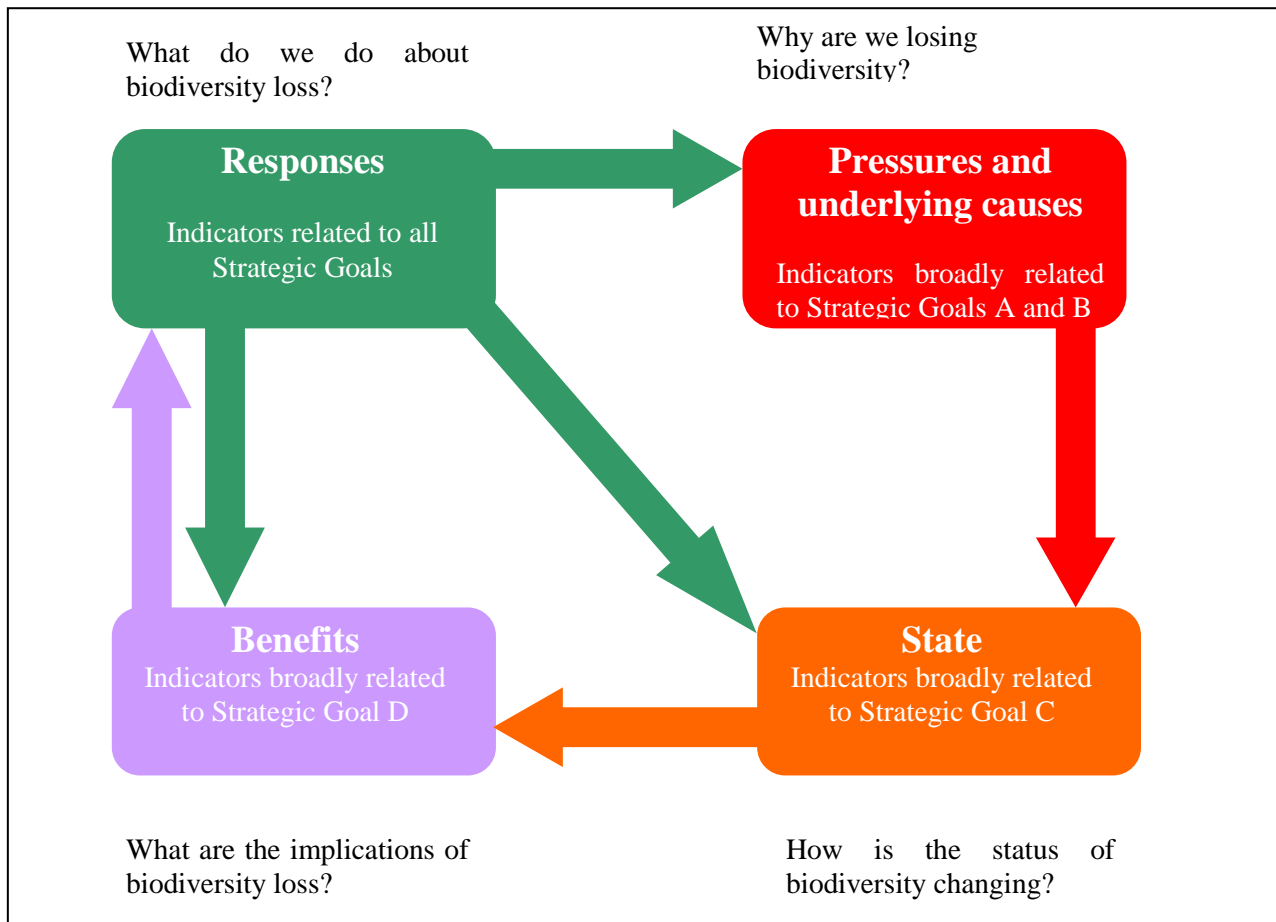 What do we do about
biodiversity loss?
Why are we losing
biodiversity?
Responses
Indicators related to all
Strategic Goals
Pressures and
underlying causes
Indicators broadly related
to Strategic Goals A and B
Benefits
Indicators broadly related
to Strategic Goal D
State
Indicators broadly related
to Strategic Goal C
What are the implications of
biodiversity loss?
How is the status of
biodiversity changing?